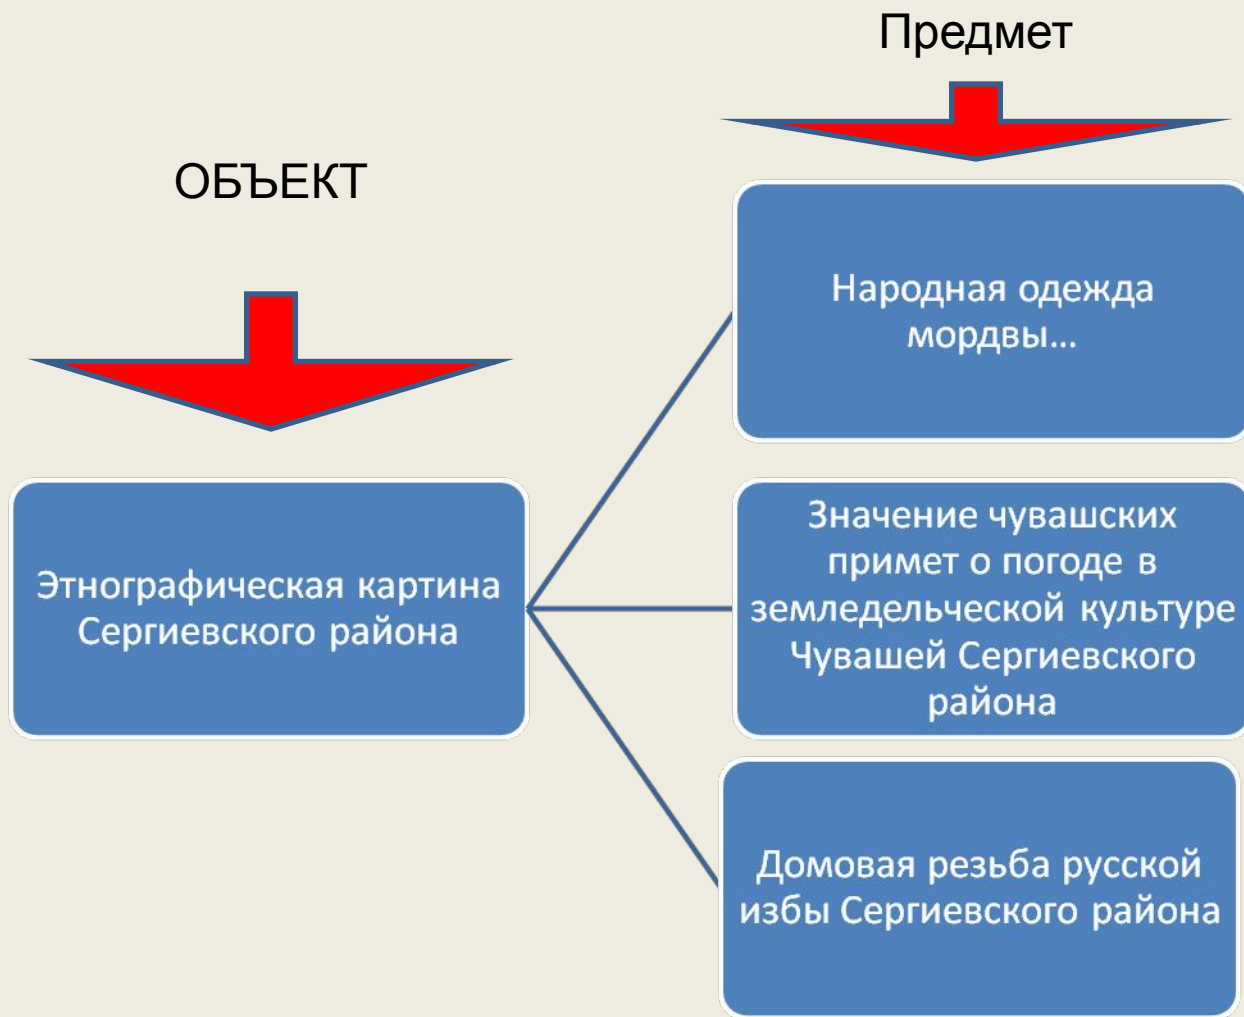 Предмет
ОБЪЕКТ
Народная одежда
мордвы...
Этнографическая картина
Сергиевского района
Значение чувашских
примет о погоде в
земледельческой культуре
Чувашей Сергиевского
района
Домовая резьба русской
избы Сергиевского района